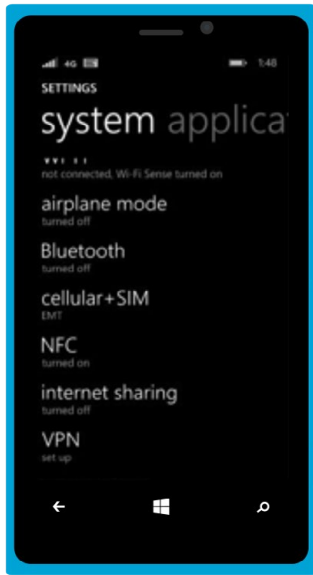 4G 1:48
SETTINGS
system applica
not connected, Wi-Fi Sense turned on
airplane mode
turned off
Bluetooth
turned off
cellular+SIM
EMT
NFC
turned on
internet sharing
turned off
VPN
set up